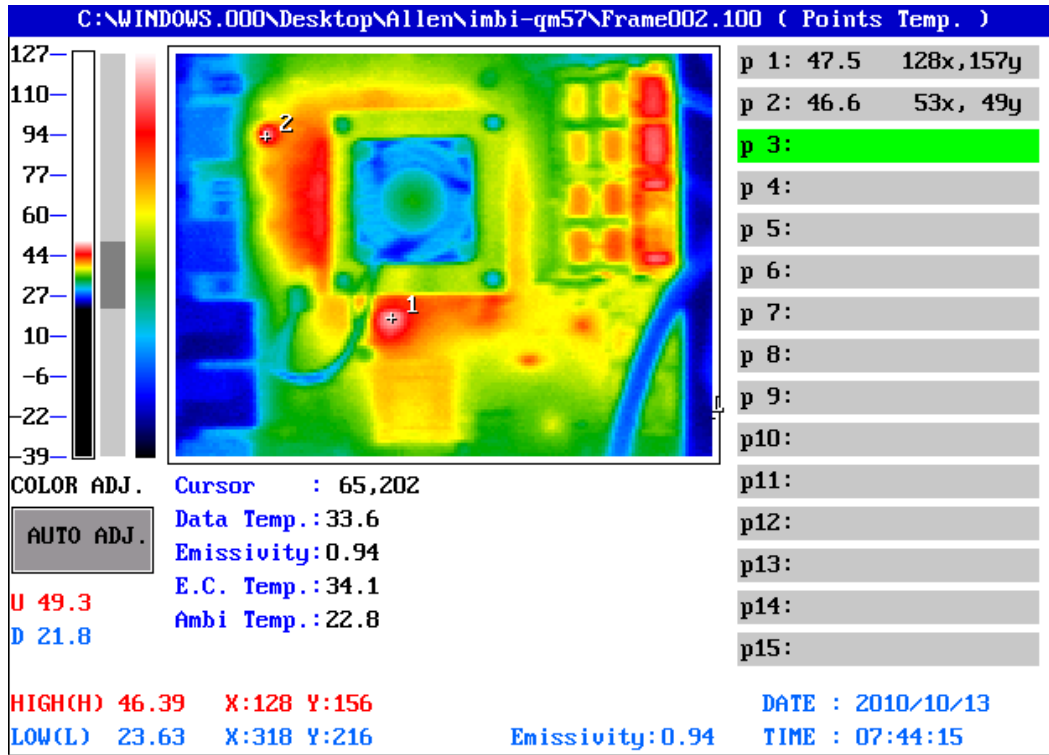 C:\WINDOWS.000\Desktop\Allen\imbi-qm57\Frame002.100 ( Points Temp. )
127
110
94
77
60
44
27
10
-6
-22
-39
2
1
p 1: 47.5 128x,157y
p 2: 46.6 53x, 49y
p 3:
p 4:
p 5:
p 6:
p 7:
p 8:
p 9:
p10:
p11:
p12:
p13:
p14:
p15:
COLOR ADJ.
AUTO ADJ.
U 49.3
D 21.8
Cursor : 65,202
Data Temp.:33.6
Emissivity:0.94
E.C. Temp.:34.1
Ambi Temp.:22.8
HIGH(H) 46.39 X:128 Y:156
LOW(L) 23.63 X:318 Y:216
Emissivity:0.94
DATE : 2010/10/13
TIME : 07:44:15